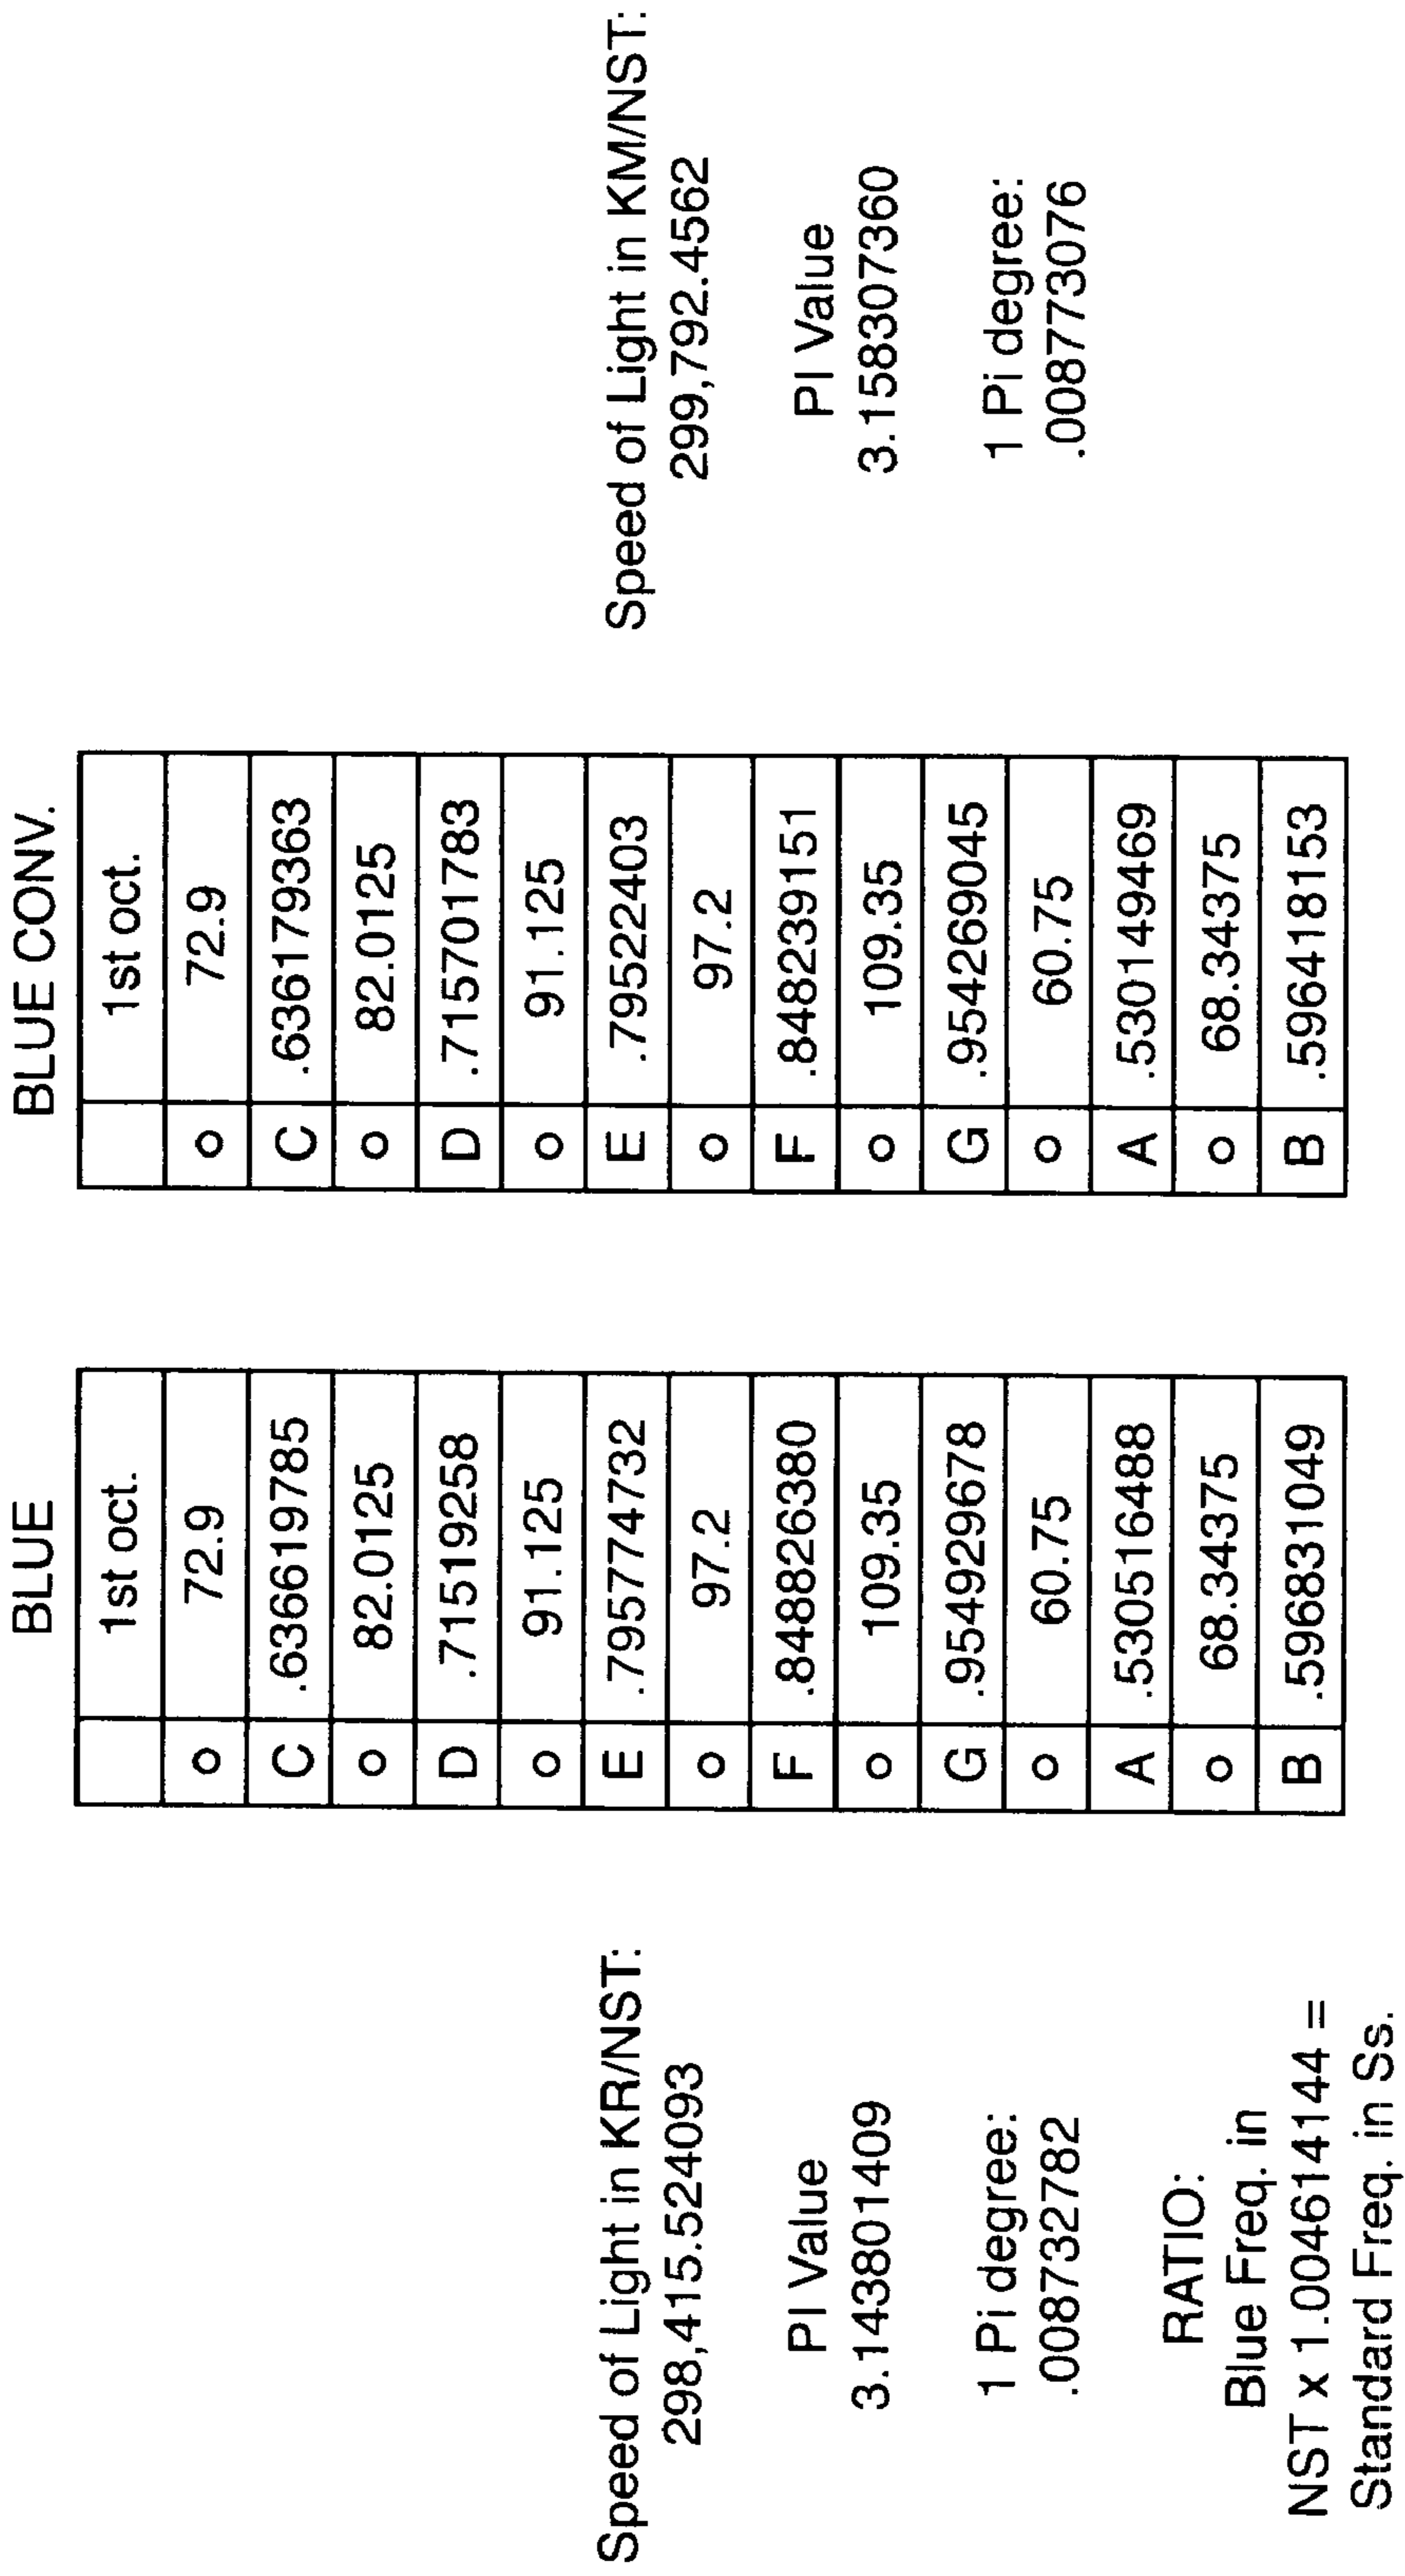 Speed of Light in KR/NST:
298,415.524093
PI Value
3.143801409
1 Pi degree:
.008732782
RATIO:
Blue Freq. in
NST x 1.004614144 =
Standard Freq. in Ss.
BLUE
1st oct.
o 72.9
C .636619785
o 82.0125
D .71519258
o 91.125
E .795774732
o 97.2
F .848826380
o 109.35
G .954929678
o 60.75
A .530516488
o 68.34375
B .596831049
BLUE CONV.
1st oct.
o 72.9
C .636179363
o 82.0125
D .715701783
o 91.125
E .79522403
o 97.2
F .848239151
o 109.35
G .954269045
o 60.75
A .530149469
o 68.34375
B .596418153
Speed of Light in KM/NST:
299,792.4562
PI Value
3.158307360
1 Pi degree:
.008773076